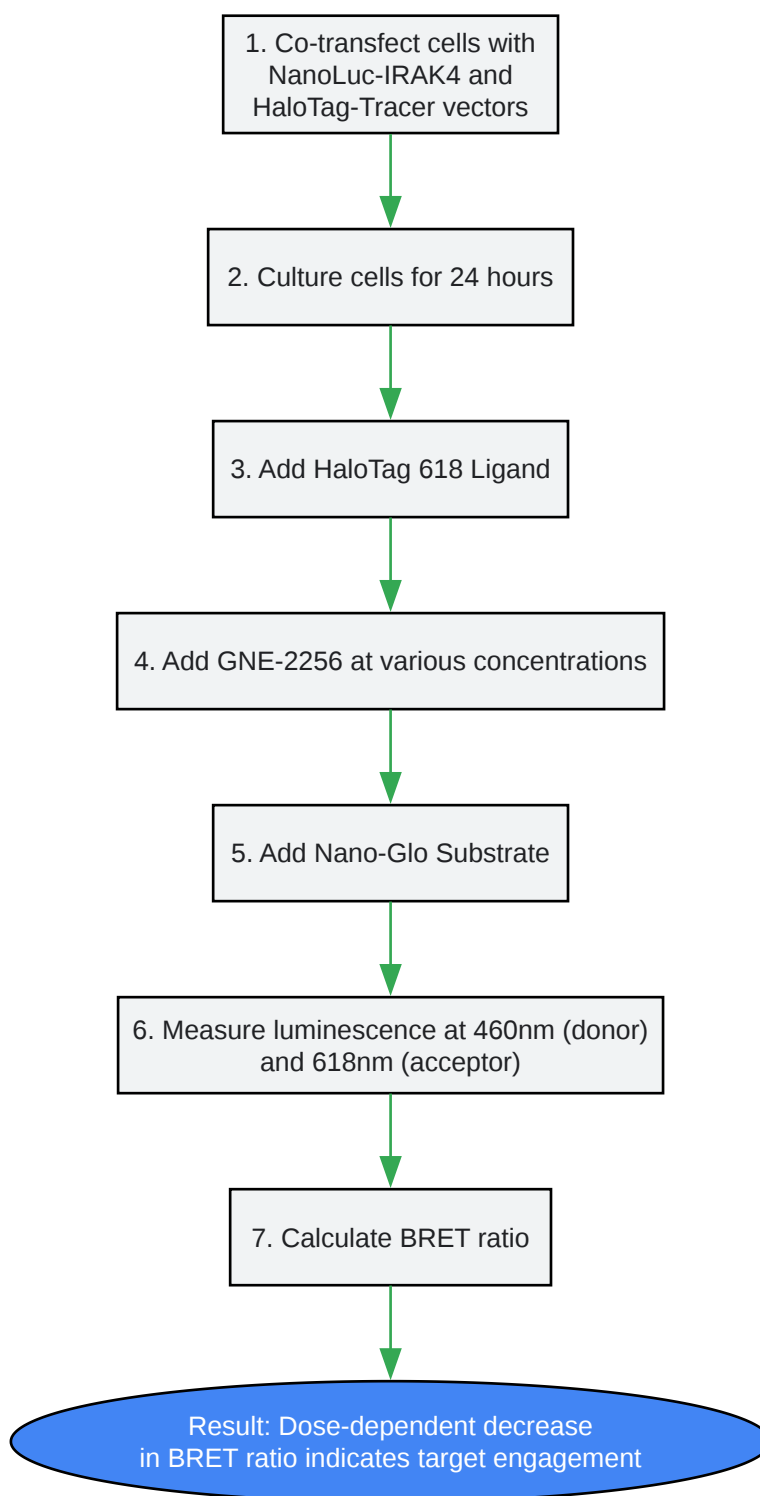 1. Co-transfect cells with
NanoLuc-IRAK4 and
HaloTag-Tracer vectors
2. Culture cells for 24 hours
3. Add HaloTag 618 Ligand
4. Add GNE-2256 at various concentrations
5. Add Nano-Glo Substrate
6. Measure luminescence at 460nm (donor)
and 618nm (acceptor)
7. Calculate BRET ratio
Result: Dose-dependent decrease
in BRET ratio indicates target engagement